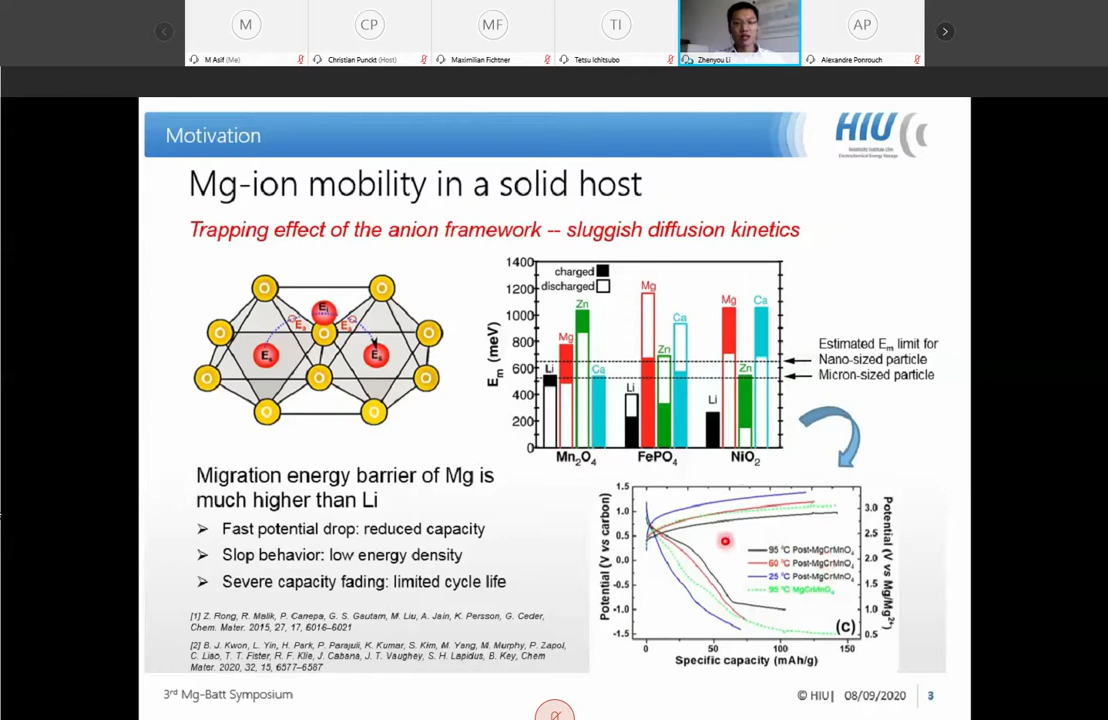 M
CP
MF
TI
AP
M Asif (Me)
Christian Punckt (Host)
Maximilian Fichtner
Tetsu Ichitsubo
Zhenyou Li
Alexandre Ponrouch
Motivation
HIU
Mg-ion mobility in a solid host
Trapping effect of the anion framework -- sluggish diffusion kinetics
O
O
Ei
Ea
Ea
O
O
O
Es
Es
O
O
O
O
O
1400
1200
1000
800
600
400
200
0
Em (meV)
charged
discharged
Li
Mg
Zn
Ca
Li
Mg
Zn
Ca
Li
Mg
Zn
Ca
Mn2O4
FePO4
NiO2
Estimated Em limit for
Nano-sized particle
Micron-sized particle
Migration energy barrier of Mg is
much higher than Li
Fast potential drop: reduced capacity
Slop behavior: low energy density
Severe capacity fading: limited cycle life
1.5
1.0
0.5
0.0
-0.5
-1.0
-1.5
Potential (V vs carbon)
3.0
2.5
2.0
1.5
1.0
0.5
Potential (V vs Mg/Mg2+)
95 °C Post-MgCrMnO4
60 °C Post-MgCrMnO4
25 °C Post-MgCrMnO4
95 °C MgCrMnO4
(c)
0
50
100
150
Specific capacity (mAh/g)
[1] Z. Rong, R. Malik, P. Canepa, G. S. Gautam, M. Liu, A. Jain, K. Persson, G. Ceder,
Chem. Mater. 2015, 27, 17, 6016–6021
[2] B. J. Kwon, L. Yin, H. Park, P. Parajuli, K. Kumar, S. Kim, M. Yang, M. Murphy, P. Zapol,
C. Liao, T. T. Fister, R. F. Klie, J. Cabana, J. T. Vaughey, S. H. Lapidus, B. Key, Chem
Mater. 2020, 32, 15, 6577–6587
3rd Mg-Batt Symposium
© HIU| 08/09/2020
3